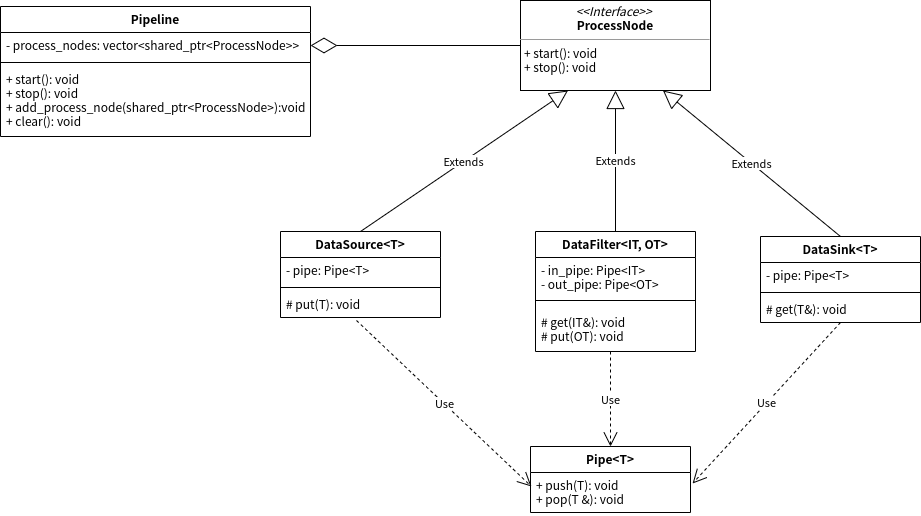 Pipeline
- process_nodes: vector<shared_ptr<ProcessNode>>
+ start(): void
+ stop(): void
+ add_process_node(shared_ptr<ProcessNode>):void
+ clear(): void
<<Interface>>
ProcessNode
+ start(): void
+ stop(): void
Extends
Extends
Extends
DataSource<T>
- pipe: Pipe<T>
# put(T): void
DataFilter<IT, OT>
- in_pipe: Pipe<IT>
- out_pipe: Pipe<OT>
# get(IT&): void
# put(OT): void
DataSink<T>
- pipe: Pipe<T>
# get(T&): void
Use
Use
Use
Pipe<T>
+ push(T): void
+ pop(T &): void